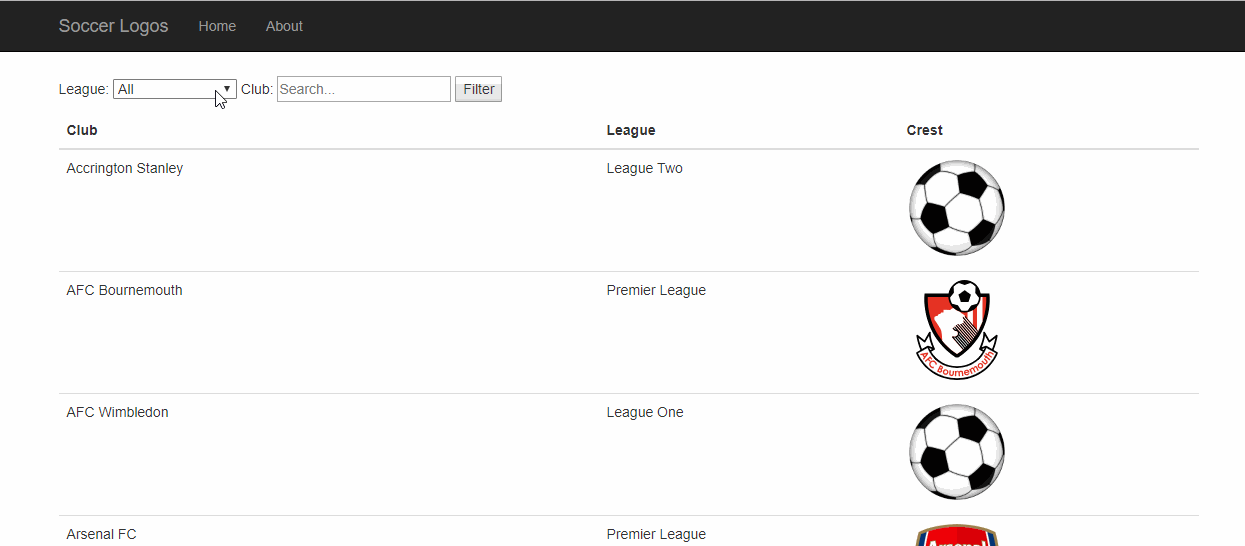 Soccer Logos Home About
League: All Club: Search... Filter
Club League Crest
Accrington Stanley League Two
AFC Bournemouth Premier League
AFC Bournemouth
AFC Wimbledon League One
Arsenal FC Premier League
Arsenal